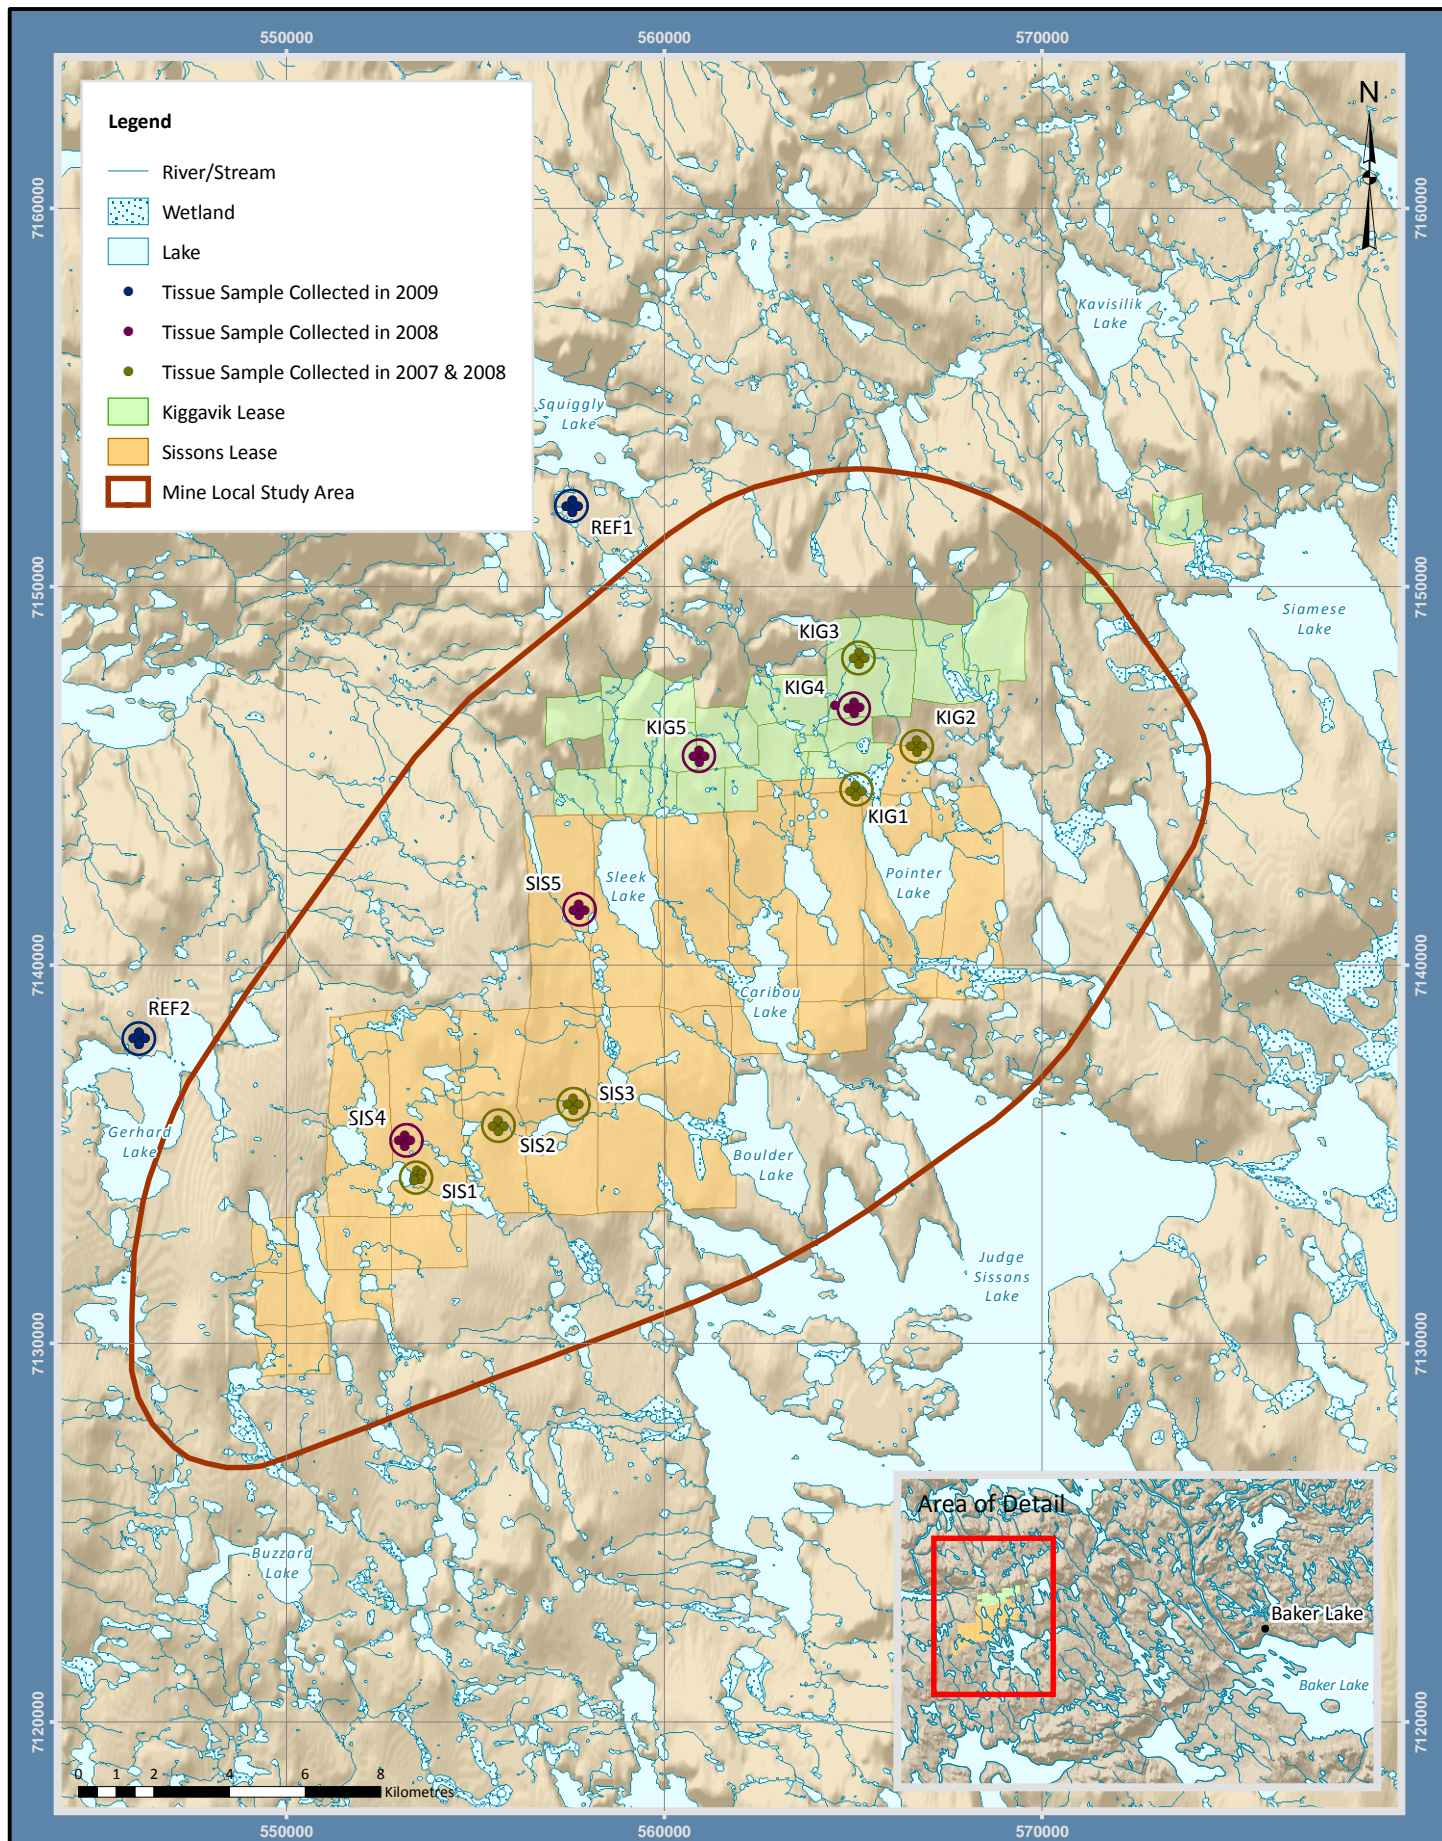 550000
560000
570000
N
Legend
River/Stream
Wetland
Lake
Tissue Sample Collected in 2009
Tissue Sample Collected in 2008
Tissue Sample Collected in 2007 & 2008
Kiggavik Lease
Sissons Lease
Mine Local Study Area
7160000
7160000
Kavisilik
Lake
Squiggly
Lake
REF1
7150000
7150000
Siamese
Lake
KIG3
KIG4
KIG2
KIG5
KIG1
SIS5
Sleek
Lake
Pointer
Lake
7140000
7140000
Caribou
Lake
REF2
SIS3
SIS4
Gerhard
Lake
SIS2
Boulder
Lake
SIS1
Judge
Sissons
Lake
7130000
7130000
Area of Detail
Buzzard
Lake
Baker Lake
Baker Lake
7120000
7120000
0 1 2 4 6 8
Kilometres
550000
560000
570000